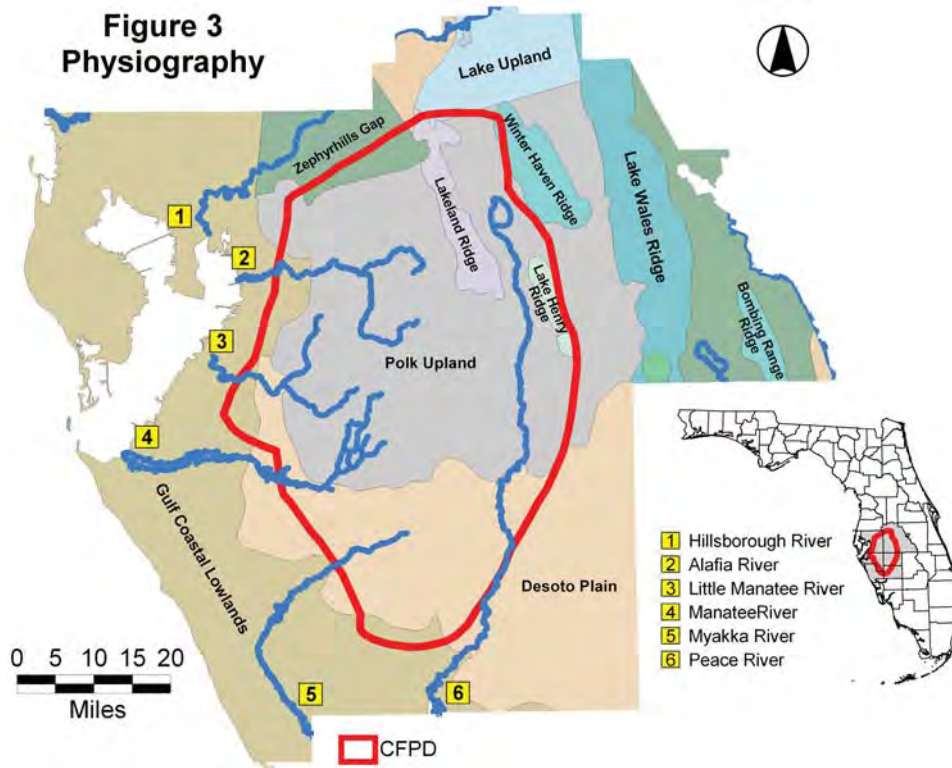 Figure 3
Physiography
Lake Upland
Zephyrhills Gap
Winter Haven Ridge
Lakeland Ridge
Lake Wales Ridge
1
2
Lake Henry
Ridge
Bombing Range
Ridge
3
Polk Upland
4
Gulf Coastal Lowlands
Desoto Plain
1 Hillsborough River
2 Alafia River
3 Little Manatee River
4 ManateeRiver
5 Myakka River
6 Peace River
0 5 10 15 20
Miles
5
6
CFPD